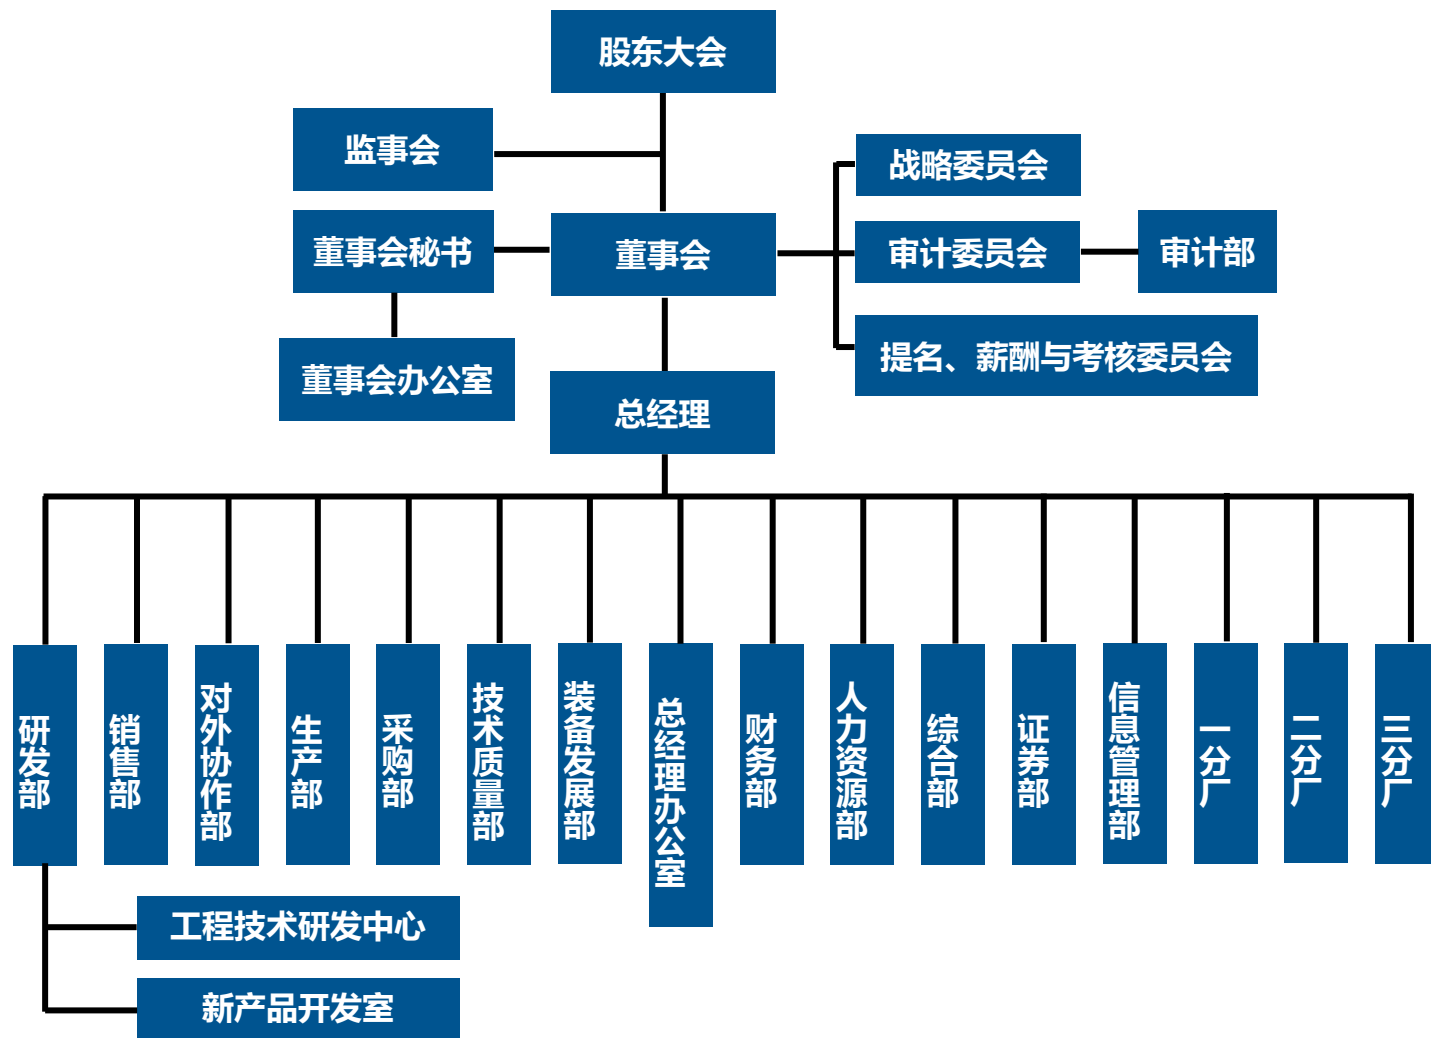 股东大会
监事会
战略委员会
董事会秘书
董事会
审计委员会
审计部
董事会办公室
提名、薪酬与考核委员会
总经理
研发部
销售部
对外协作部
生产部
采购部
技术质量部
装备发展部
总经理办公室
财务部
人力资源部
综合部
证券部
信息管理部
一分厂
二分厂
三分厂
工程技术研发中心
新产品开发室